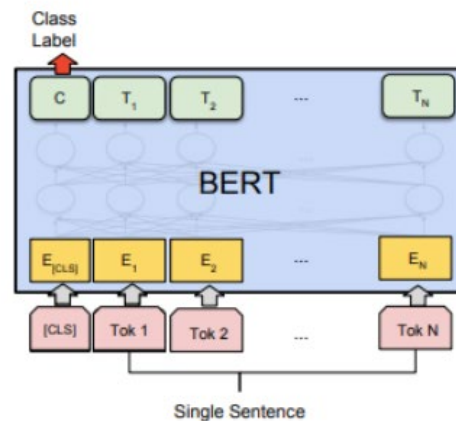 Class
Label
C T1 T2 ... TN
BERT
E[CLS] E1 E2 ... EN
[CLS] Tok 1 Tok 2 ... Tok N
Single Sentence